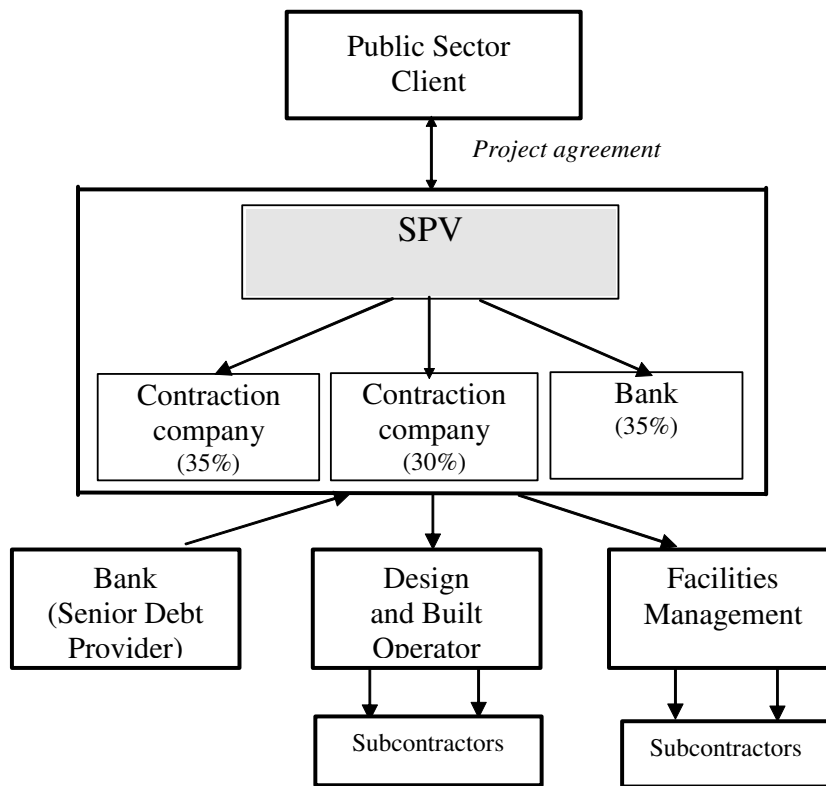 Public Sector
Client
Project agreement
SPV
Contraction
company
(35%)
Contraction
company
(30%)
Bank
(35%)
Bank
(Senior Debt
Provider)
Design
and Built
Operator
Facilities
Management
Subcontractors
Subcontractors